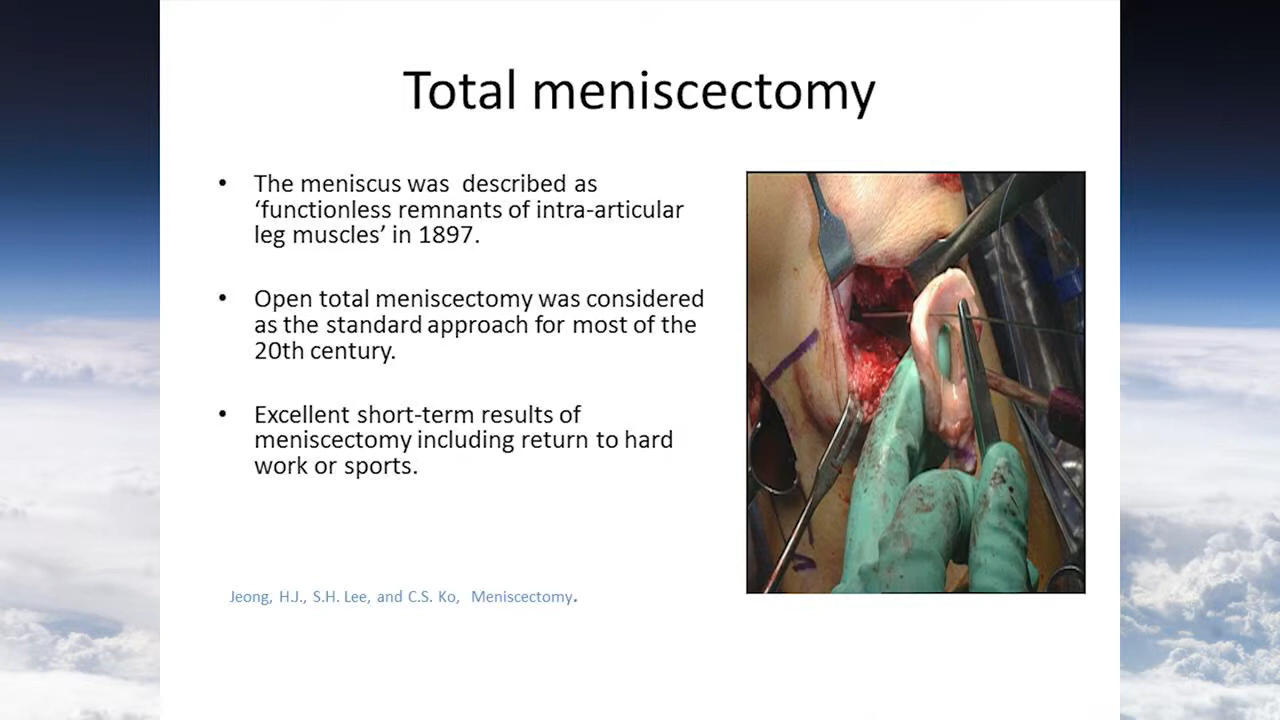 Total meniscectomy
• The meniscus was described as
‘functionless remnants of intra-articular
leg muscles’ in 1897.
• Open total meniscectomy was considered
as the standard approach for most of the
20th century.
• Excellent short-term results of
meniscectomy including return to hard
work or sports.
Jeong, H.J., S.H. Lee, and C.S. Ko, Meniscectomy.